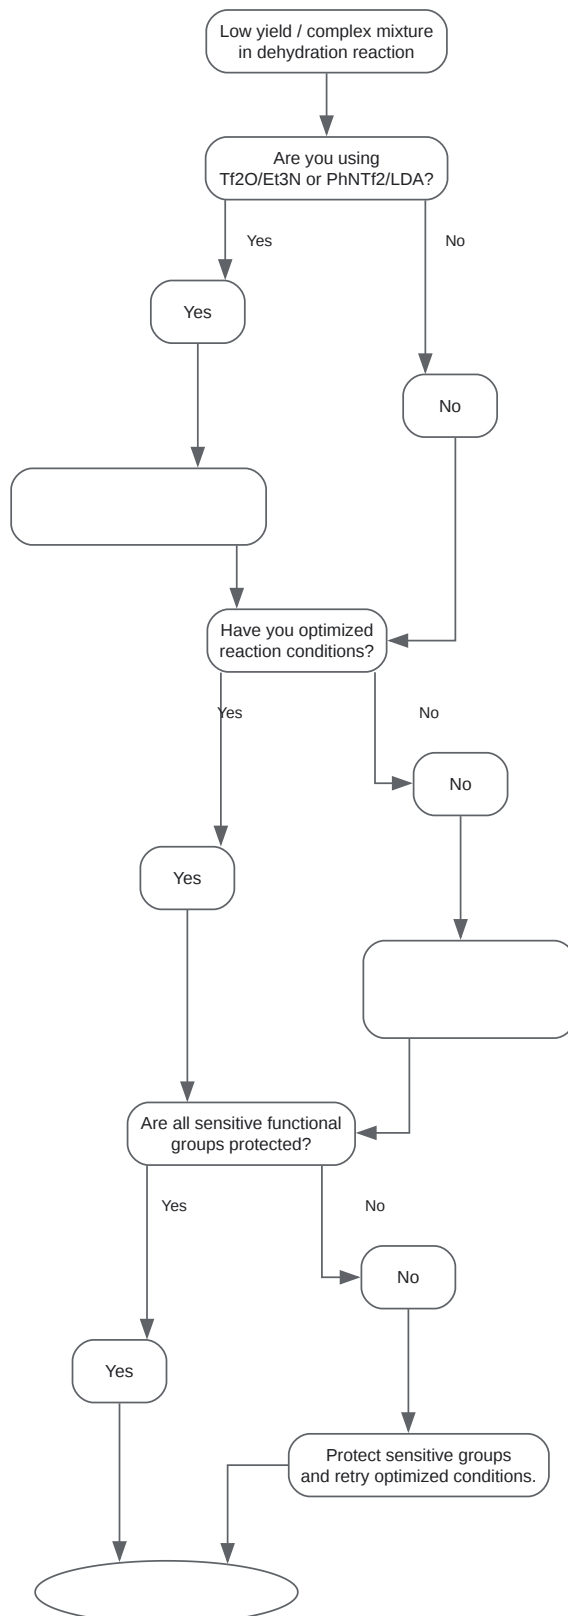 Low yield / complex mixture
in dehydration reaction
Are you using
Tf2O/Et3N or PhNTf2/LDA?
Yes
No
Yes
No
Have you optimized
reaction conditions?
Yes
No
No
Yes
Are all sensitive functional
groups protected?
Yes
No
No
Yes
Protect sensitive groups
and retry optimized conditions.